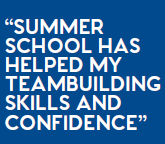 “SUMMER
SCHOOL HAS
HELPED MY
TEAMBUILDING
SKILLS AND
CONFIDENCE”